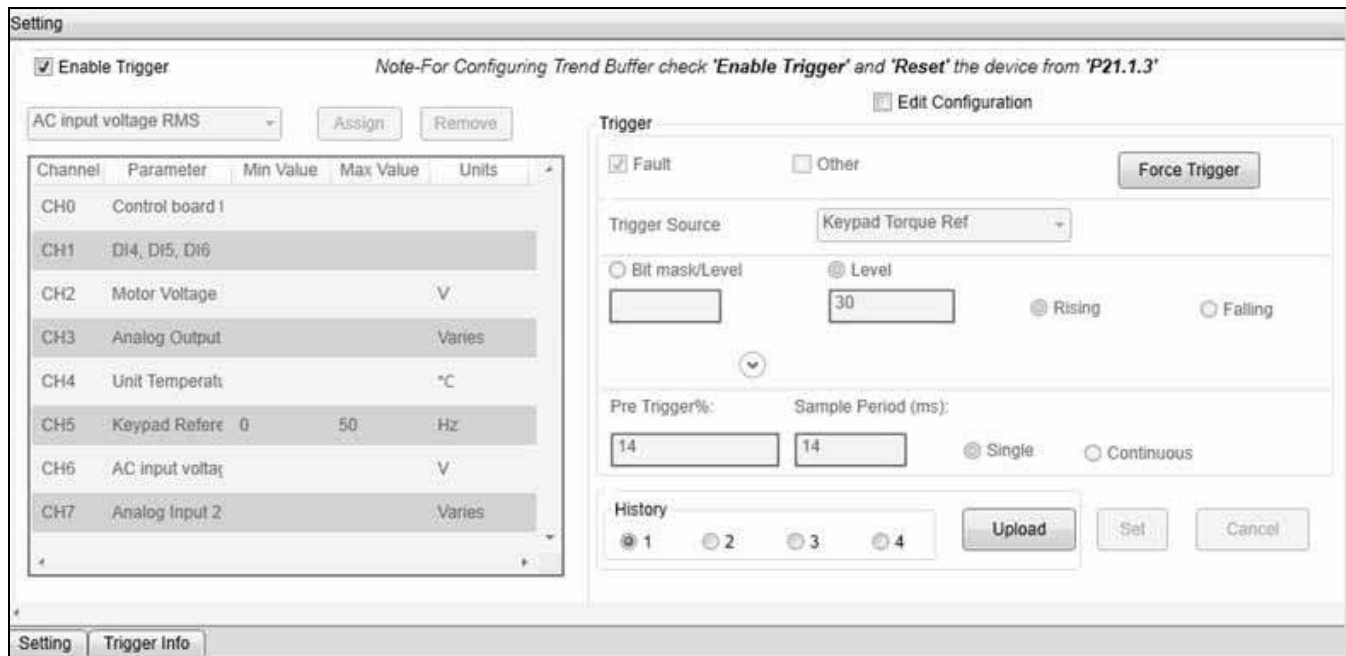 Setting
Enable Trigger
Note-For Configuring Trend Buffer check 'Enable Trigger' and 'Reset' the device from 'P21.1.3'
Edit Configuration
AC input voltage RMS
Assign
Remove
Channel Parameter Min Value Max Value Units
CH0 Control board t
CH1 DI4, DI5, DI6
CH2 Motor Voltage V
CH3 Analog Output Varies
CH4 Unit Temperatu °C
CH5 Keypad Refere 0 50 Hz
CH6 AC input voltag V
CH7 Analog Input 2 Varies
Trigger
Fault Other Force Trigger
Trigger Source Keypad Torque Ref
Bit mask/Level Level
30 Rising Falling
Pre Trigger%: Sample Period (ms):
14 14 Single Continuous
History
1 2 3 4
Upload Set Cancel
Setting Trigger Info